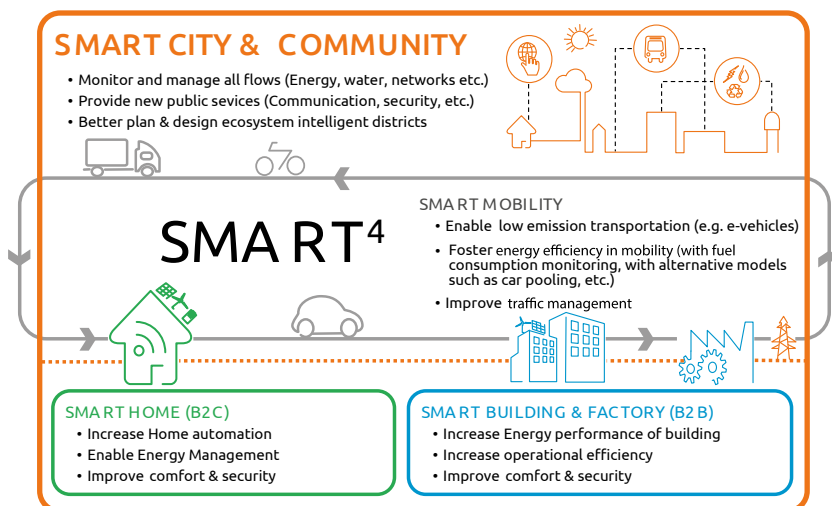 SMART CITY & COMMUNITY
• Monitor and manage all flows (Energy, water, networks etc.)
• Provide new public sevices (Communication, security, etc.)
• Better plan & design ecosystem intelligent districts
SMART⁴
SMART MOBILITY
• Enable low emission transportation (e.g. e-vehicles)
• Foster energy efficiency in mobility (with fuel
consumption monitoring, with alternative models
such as car pooling, etc.)
• Improve traffic management
SMART HOME (B2C)
• Increase Home automation
• Enable Energy Management
• Improve comfort & security
SMART BUILDING & FACTORY (B2B)
• Increase Energy performance of building
• Increase operational efficiency
• Improve comfort & security